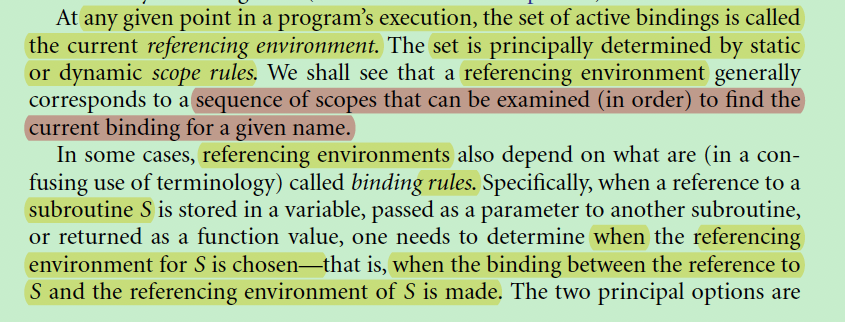 At any given point in a program’s execution, the set of active bindings is called
the current referencing environment. The set is principally determined by static
or dynamic scope rules. We shall see that a referencing environment generally
corresponds to a sequence of scopes that can be examined (in order) to find the
current binding for a given name.
In some cases, referencing environments also depend on what are (in a con-
fusing use of terminology) called binding rules. Specifically, when a reference to a
subroutine S is stored in a variable, passed as a parameter to another subroutine,
or returned as a function value, one needs to determine when the referencing
environment for S is chosen—that is, when the binding between the reference to
S and the referencing environment of S is made. The two principal options are